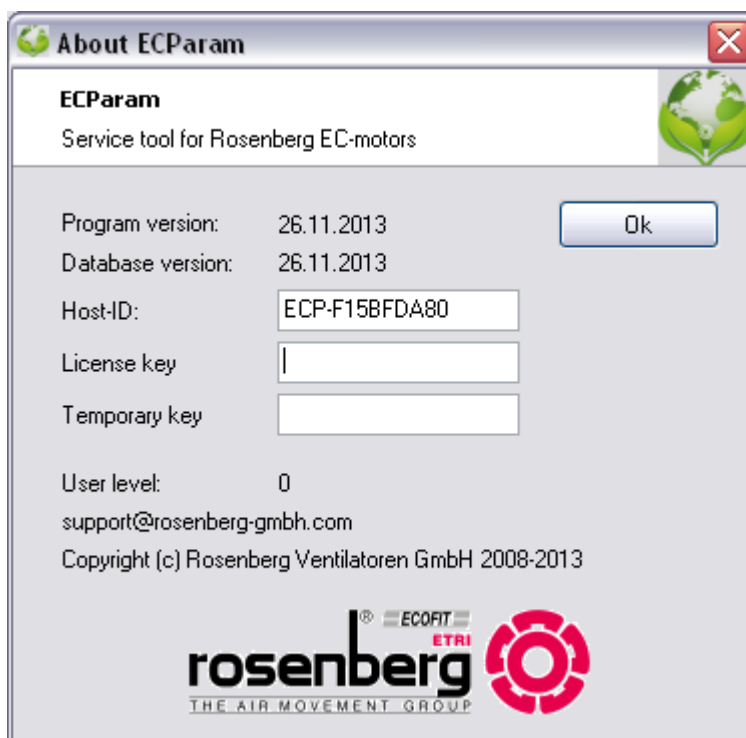 About ECParam
ECParam
Service tool for Rosenberg EC-motors
Program version: 26.11.2013
Ok
Database version: 26.11.2013
Host-ID: ECP-F15BFDA80
License key
Temporary key
User level: 0
support@rosenberg-gmbh.com
Copyright (c) Rosenberg Ventilatoren GmbH 2008-2013
® ECOFIT
ETRI
rosenberg
THE AIR MOVEMENT GROUP